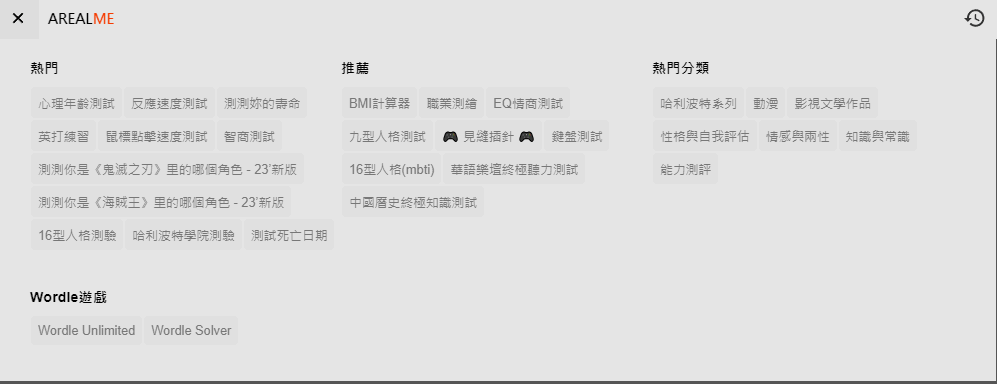 ✕ AREALME
熱門
心理年齡測試 反應速度測試 測測妳的壽命
英打練習 鼠標點擊速度測試 智商測試
測測你是《鬼滅之刃》里的哪個角色 - 23'新版
測測你是《海賊王》里的哪個角色 - 23'新版
16型人格測驗 哈利波特學院測驗 測試死亡日期
推薦
BMI計算器 職業測繪 EQ情商測試
九型人格測試 🎮 見縫插針 🎮 鍵盤測試
16型人格(mbti) 華語樂壇終極聽力測試
中國曆史終極知識測試
熱門分類
哈利波特系列 動漫 影視文學作品
性格與自我評估 情感與兩性 知識與常識
能力測評
Wordle遊戲
Wordle Unlimited Wordle Solver